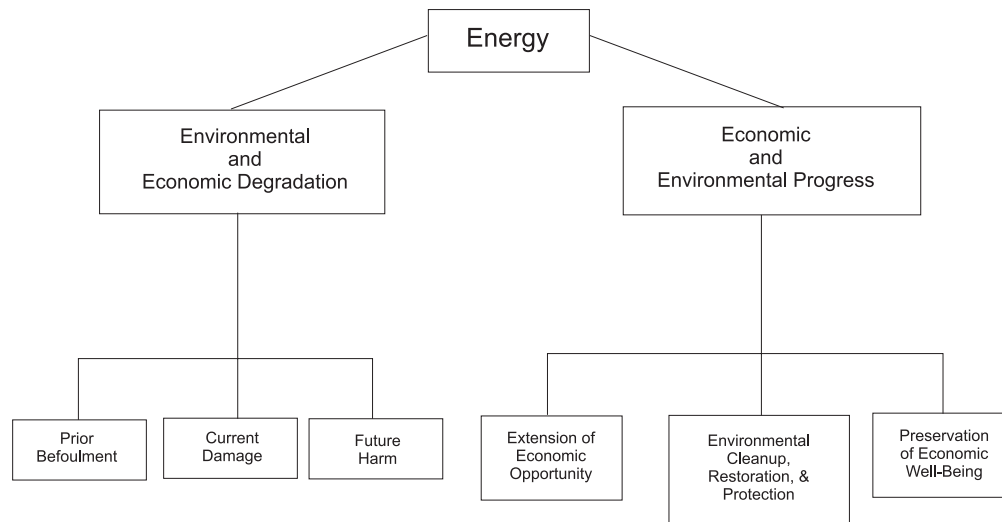 Energy
Environmental
and
Economic Degradation
Economic
and
Environmental Progress
Prior
Befoulment
Current
Damage
Future
Harm
Extension of
Economic
Opportunity
Environmental
Cleanup,
Restoration, &
Protection
Preservation
of Economic
Well-Being